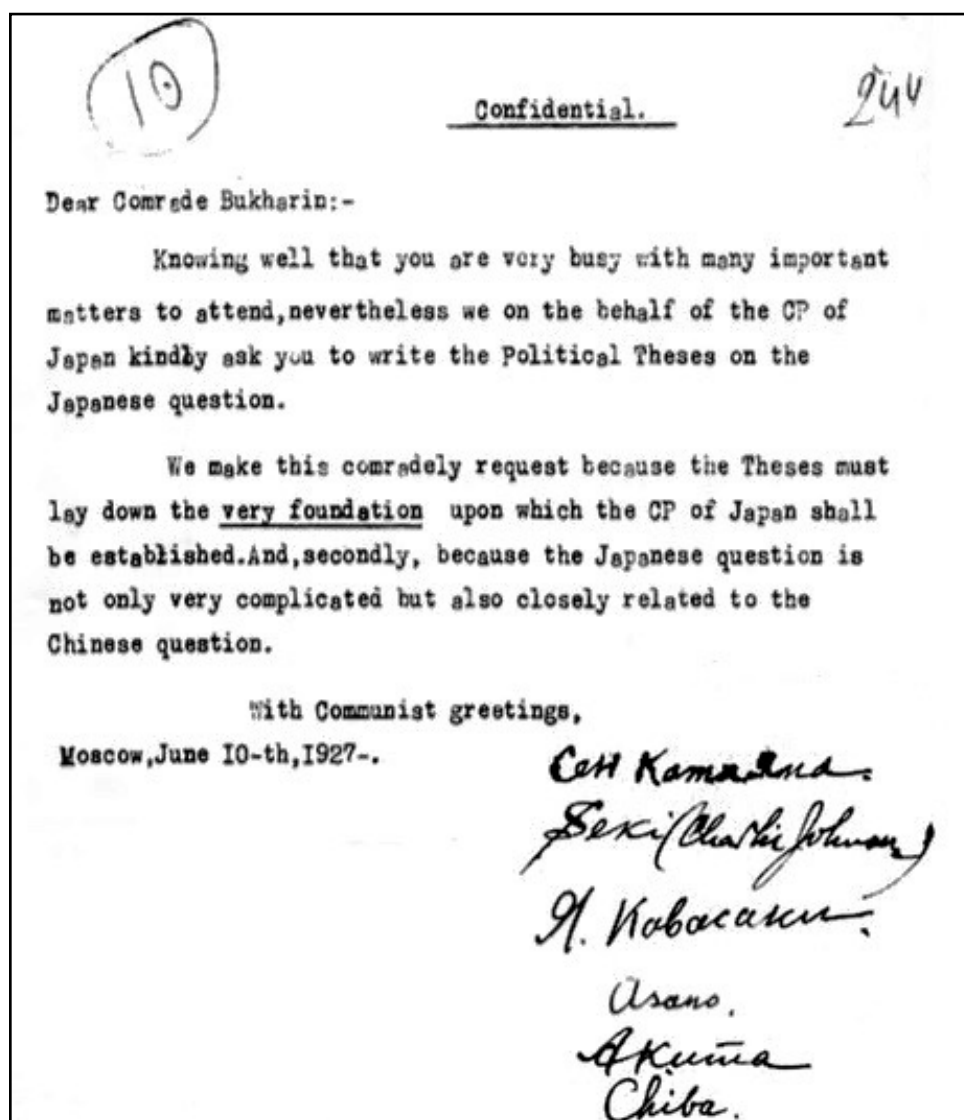 10
Confidential.
244
Dear Comrade Bukharin:-
Knowing well that you are very busy with many important
matters to attend,nevertheless we on the behalf of the CP of
Japan kindly ask you to write the Political Theses on the
Japanese question.
We make this comradely request because the Theses must
lay down the very foundation upon which the CP of Japan shall
be established.And,secondly, because the Japanese question is
not only very complicated but also closely related to the
Chinese question.
With Communist greetings,
Moscow,June IO-th,I927-.
Сен Катаяма.
Seki (Charlie Johnson)
Я. Кавасаки.
Asano.
Akuma
Chiba.